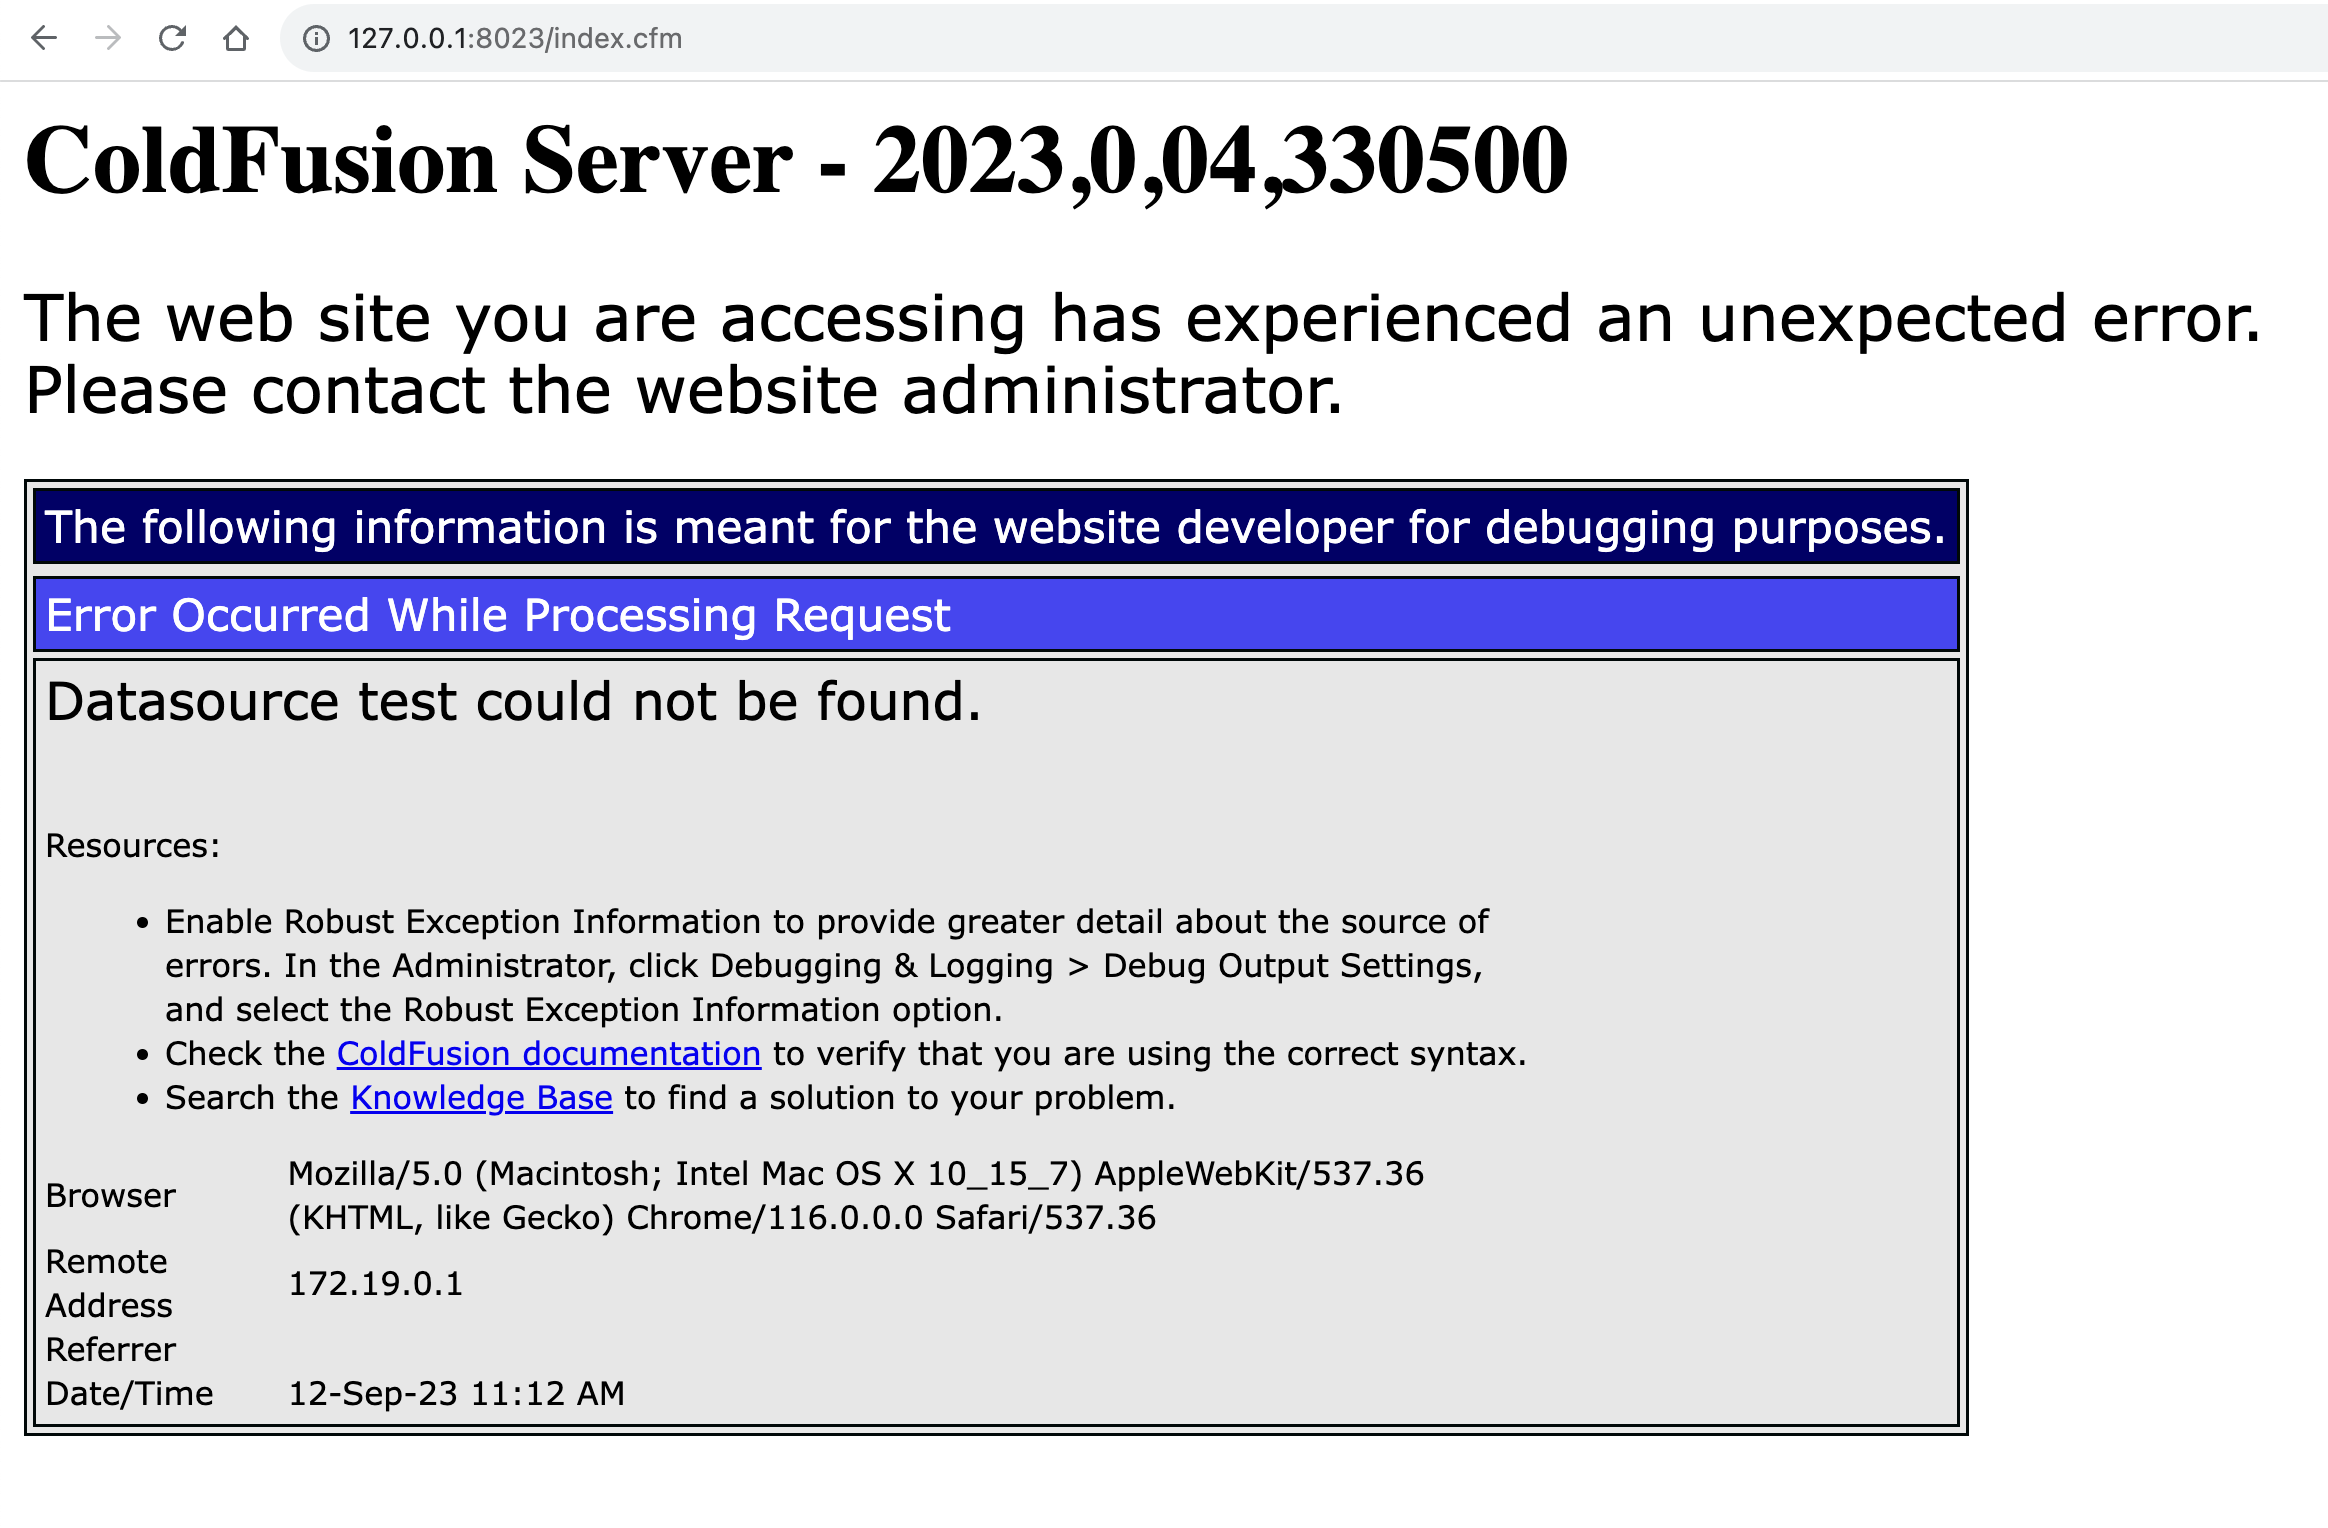 127.0.0.1:8023/index.cfm
ColdFusion Server - 2023,0,04,330500
The web site you are accessing has experienced an unexpected error.
Please contact the website administrator.
The following information is meant for the website developer for debugging purposes.
Error Occurred While Processing Request
Datasource test could not be found.
Resources:
• Enable Robust Exception Information to provide greater detail about the source of
errors. In the Administrator, click Debugging & Logging > Debug Output Settings,
and select the Robust Exception Information option.
• Check the ColdFusion documentation to verify that you are using the correct syntax.
• Search the Knowledge Base to find a solution to your problem.
Browser
Mozilla/5.0 (Macintosh; Intel Mac OS X 10_15_7) AppleWebKit/537.36
(KHTML, like Gecko) Chrome/116.0.0.0 Safari/537.36
Remote
Address
172.19.0.1
Referrer
Date/Time 12-Sep-23 11:12 AM